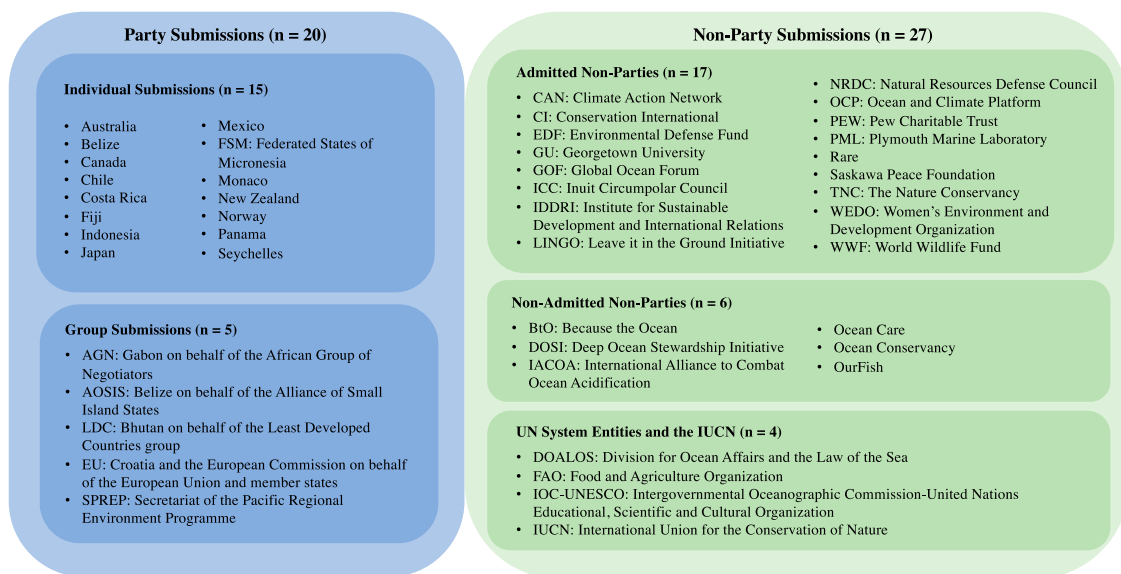 Party Submissions (n = 20)
Individual Submissions (n = 15)
• Australia
• Belize
• Canada
• Chile
• Costa Rica
• Fiji
• Indonesia
• Japan
• Mexico
• FSM: Federated States of
Micronesia
• Monaco
• New Zealand
• Norway
• Panama
• Seychelles
Group Submissions (n = 5)
• AGN: Gabon on behalf of the African Group of
Negotiators
• AOSIS: Belize on behalf of the Alliance of Small
Island States
• LDC: Bhutan on behalf of the Least Developed
Countries group
• EU: Croatia and the European Commission on behalf
of the European Union and member states
• SPREP: Secretariat of the Pacific Regional
Environment Programme
Non-Party Submissions (n = 27)
Admitted Non-Parties (n = 17)
• CAN: Climate Action Network
• CI: Conservation International
• EDF: Environmental Defense Fund
• GU: Georgetown University
• GOF: Global Ocean Forum
• ICC: Inuit Circumpolar Council
• IDDRI: Institute for Sustainable
Development and International Relations
• LINGO: Leave it in the Ground Initiative
• NRDC: Natural Resources Defense Council
• OCP: Ocean and Climate Platform
• PEW: Pew Charitable Trust
• PML: Plymouth Marine Laboratory
• Rare
• Saskawa Peace Foundation
• TNC: The Nature Conservancy
• WEDO: Women's Environment and
Development Organization
• WWF: World Wildlife Fund
Non-Admitted Non-Parties (n = 6)
• BtO: Because the Ocean
• DOSI: Deep Ocean Stewardship Initiative
• IACOA: International Alliance to Combat
Ocean Acidification
• Ocean Care
• Ocean Conservancy
• OurFish
UN System Entities and the IUCN (n = 4)
• DOALOS: Division for Ocean Affairs and the Law of the Sea
• FAO: Food and Agriculture Organization
• IOC-UNESCO: Intergovernmental Oceanographic Commission-United Nations
Educational, Scientific and Cultural Organization
• IUCN: International Union for the Conservation of Nature